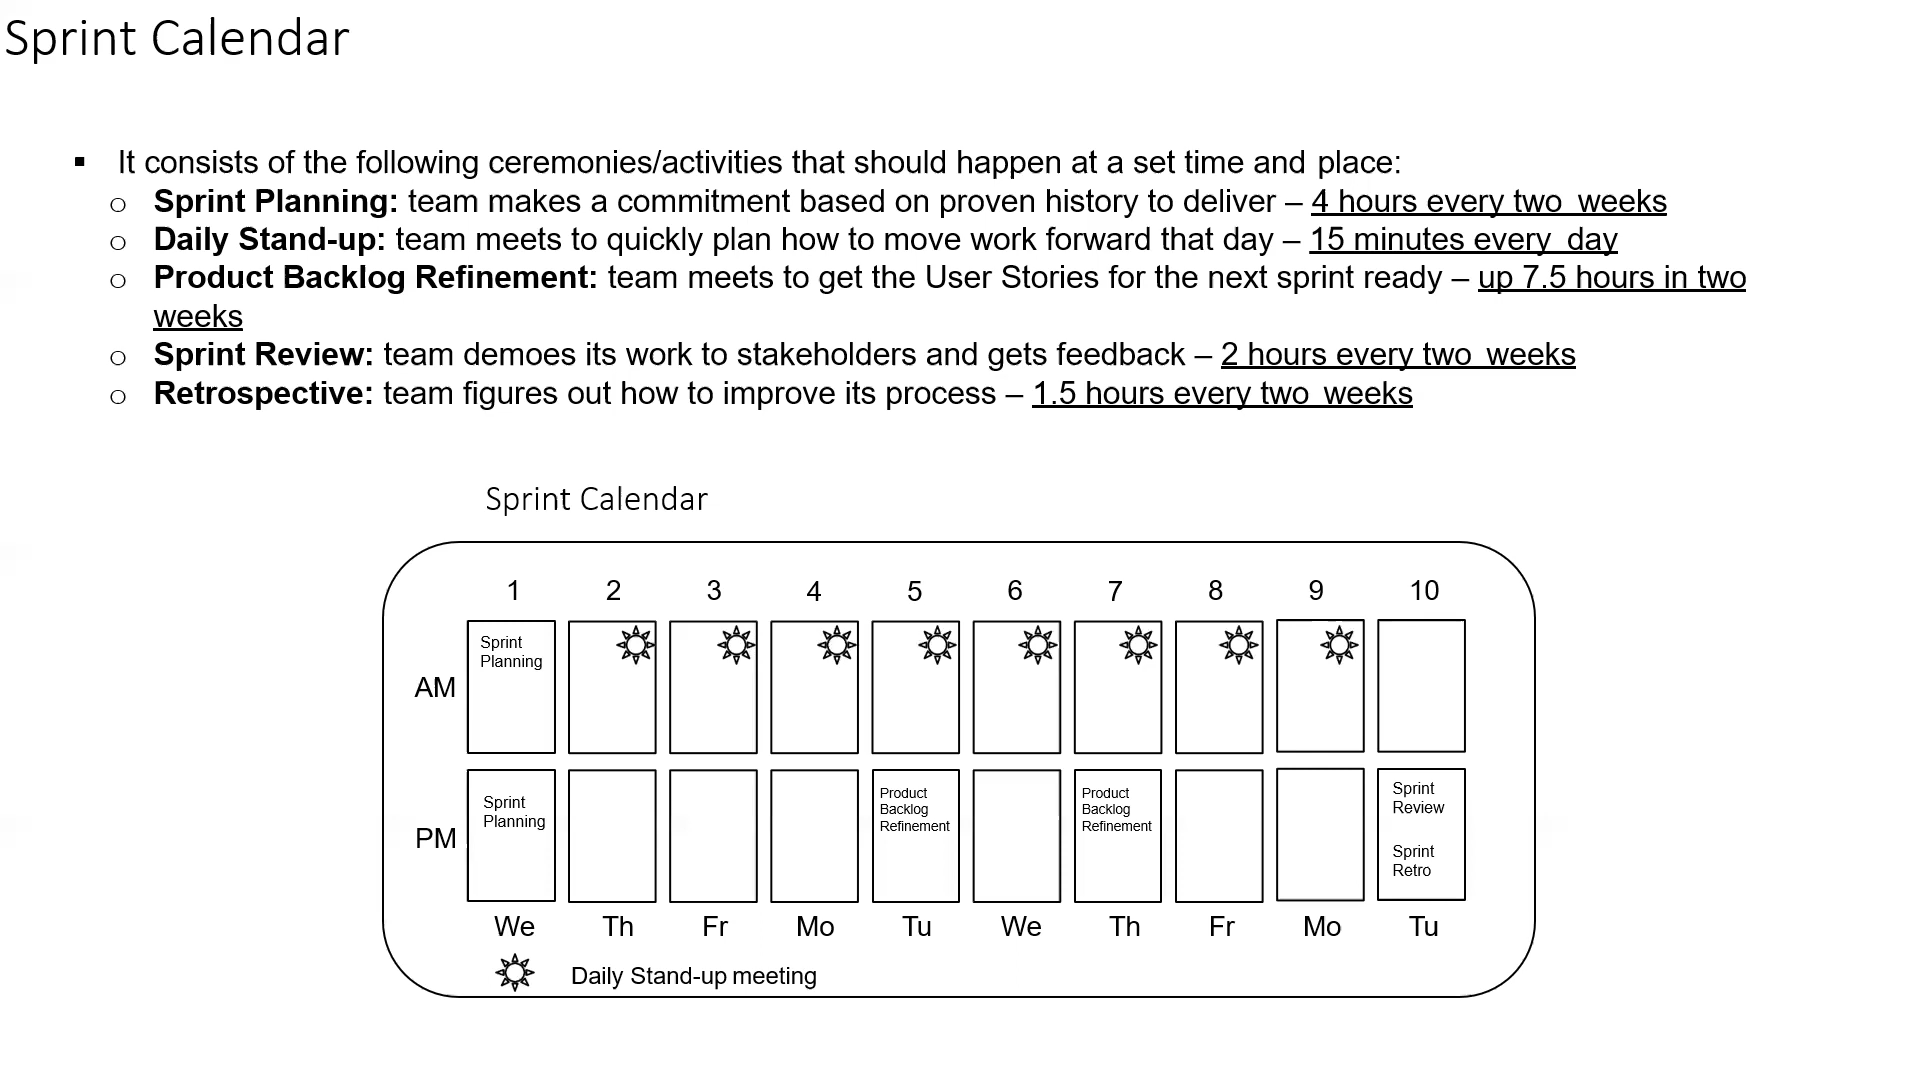 Sprint Calendar
▪ It consists of the following ceremonies/activities that should happen at a set time and place:
o Sprint Planning: team makes a commitment based on proven history to deliver – 4 hours every two weeks
o Daily Stand-up: team meets to quickly plan how to move work forward that day – 15 minutes every day
o Product Backlog Refinement: team meets to get the User Stories for the next sprint ready – up 7.5 hours in two
weeks
o Sprint Review: team demoes its work to stakeholders and gets feedback – 2 hours every two weeks
o Retrospective: team figures out how to improve its process – 1.5 hours every two weeks
Sprint Calendar
1 2 3 4 5 6 7 8 9 10
Sprint
Planning
AM
Sprint
Planning
Product
Backlog
Refinement
Product
Backlog
Refinement
Sprint
Review
Sprint
Retro
PM
We Th Fr Mo Tu We Th Fr Mo Tu
Daily Stand-up meeting